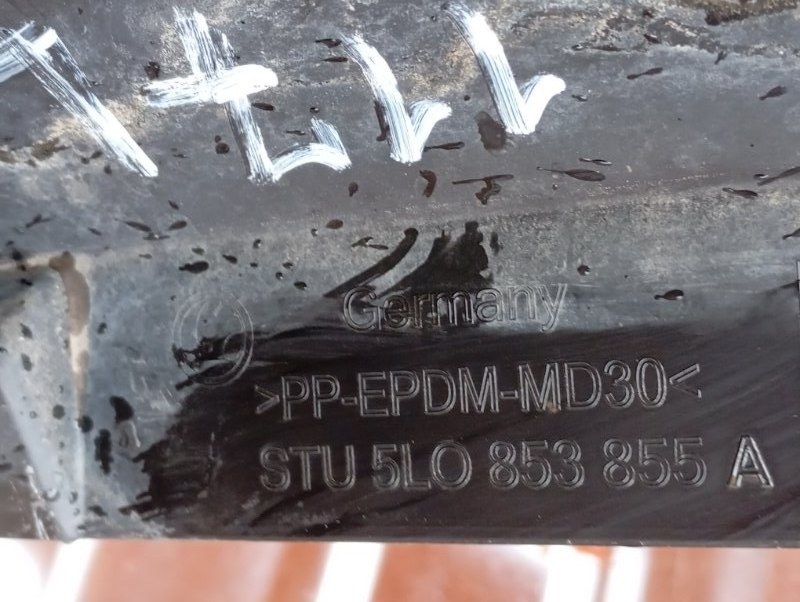 Germany
>PP-EPDM-MD30<
STU 5L0 853 855 A